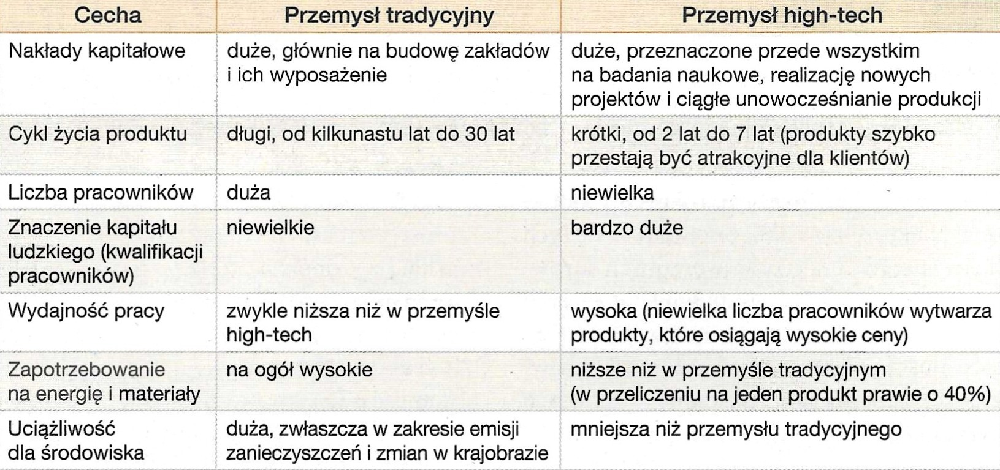 Cecha
Przemysł tradycyjny
Przemysł high-tech
Nakłady kapitałowe
duże, głównie na budowę zakładów
i ich wyposażenie
duże, przeznaczone przede wszystkim
na badania naukowe, realizację nowych
projektów i ciągłe unowocześnianie produkcji
Cykl życia produktu
długi, od kilkunastu lat do 30 lat
krótki, od 2 lat do 7 lat (produkty szybko
przestają być atrakcyjne dla klientów)
Liczba pracowników
duża
niewielka
Znaczenie kapitału
ludzkiego (kwalifikacji
pracowników)
niewielkie
bardzo duże
Wydajność pracy
zwykle niższa niż w przemyśle
high-tech
wysoka (niewielka liczba pracowników wytwarza
produkty, które osiągają wysokie ceny)
Zapotrzebowanie
na energię i materiały
na ogół wysokie
niższe niż w przemyśle tradycyjnym
(w przeliczeniu na jeden produkt prawie o 40%)
Uciążliwość
dla środowiska
duża, zwłaszcza w zakresie emisji
zanieczyszczeń i zmian w krajobrazie
mniejsza niż przemysłu tradycyjnego